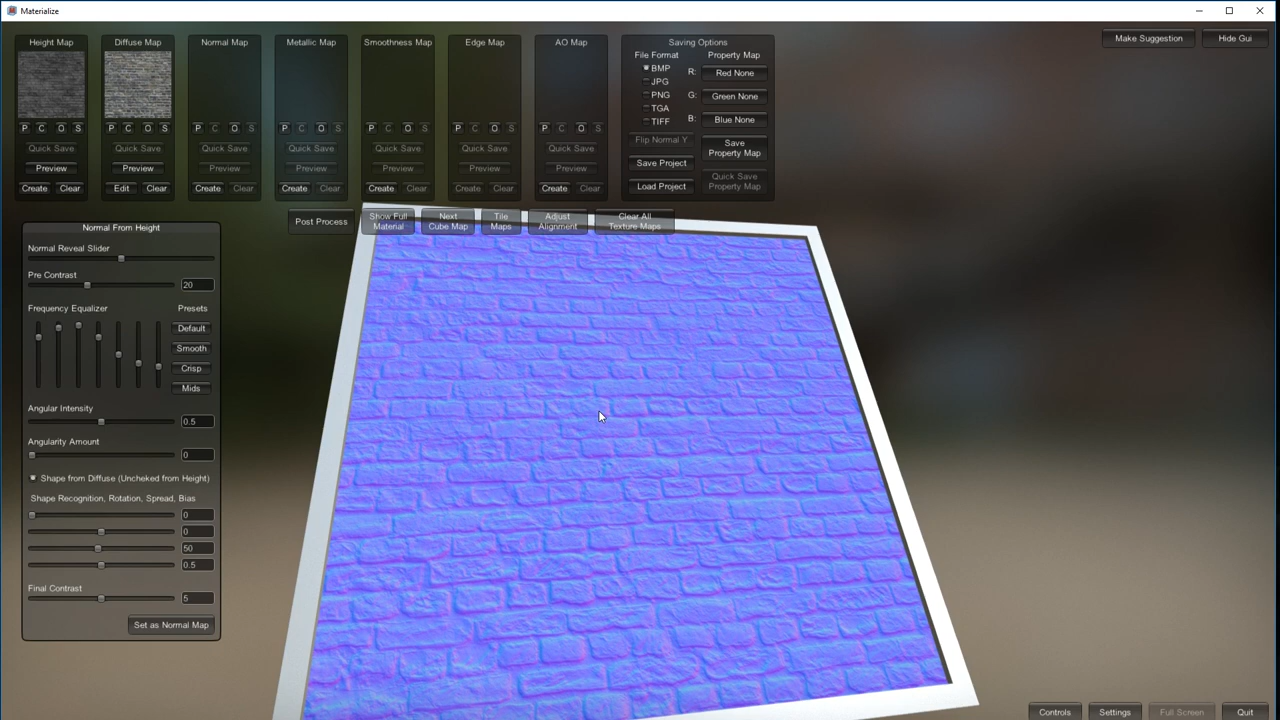 Materialize
Height Map
Diffuse Map
Normal Map
Metallic Map
Smoothness Map
Edge Map
AO Map
Saving Options
Make Suggestion
Hide Gui
File Format
Property Map
BMP
JPG
PNG
TGA
TIFF
R:
Red None
G:
Green None
B:
Blue None
P C O S
P C O S
P C O S
P C O S
P C O S
P C O S
P C O S
Flip Normal Y
Save
Property Map
Quick Save
Quick Save
Quick Save
Quick Save
Quick Save
Quick Save
Quick Save
Save Project
Preview
Preview
Preview
Preview
Preview
Preview
Preview
Quick Save
Property Map
Create
Clear
Edit
Clear
Create
Clear
Create
Clear
Create
Clear
Create
Clear
Create
Clear
Load Project
Post Process
Show Full
Material
Next
Cube Map
Tile
Maps
Adjust
Alignment
Clear All
Texture Maps
Normal From Height
Normal Reveal Slider
Pre Contrast
20
Frequency Equalizer
Presets
Default
Smooth
Crisp
Mids
Angular Intensity
0.5
Angularity Amount
0
Shape from Diffuse (Uncheked from Height)
Shape Recognition, Rotation, Spread, Bias
0
0
50
0.5
Final Contrast
5
Set as Normal Map
Controls
Settings
Full Screen
Quit